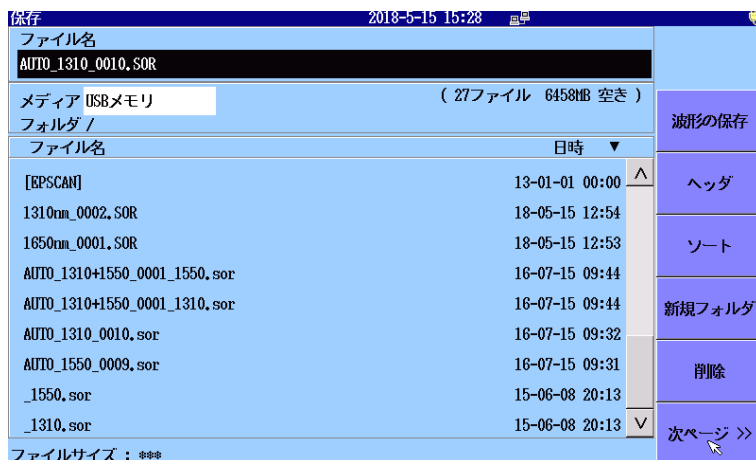 保存 2018-5-15 15:28
ファイル名
AUTO_1310_0010.SOR
メディア USBメモリ ( 27ファイル 6458MB 空き )
フォルダ /
ファイル名 日時 ▼
[EPSCAN] 13-01-01 00:00
1310nm_0002.SOR 18-05-15 12:54
1650nm_0001.SOR 18-05-15 12:53
AUTO_1310+1550_0001_1550.sor 16-07-15 09:44
AUTO_1310+1550_0001_1310.sor 16-07-15 09:44
AUTO_1310_0010.sor 16-07-15 09:32
AUTO_1550_0009.sor 16-07-15 09:31
_1550.sor 15-06-08 20:13
_1310.sor 15-06-08 20:13
ファイルサイズ : ***
波形の保存
ヘッダ
ソート
新規フォルダ
削除
次ページ >>